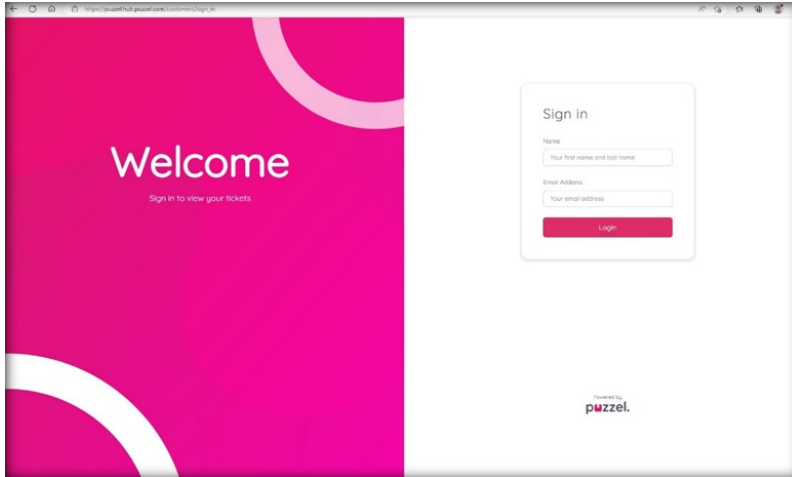 https://puzzel.hub.puzzel.com/customers/sign_in
Welcome
Sign in to view your tickets
Sign in
Name
Your first name and last name
Email Address
Your email address
Login
Powered by
puzzel.